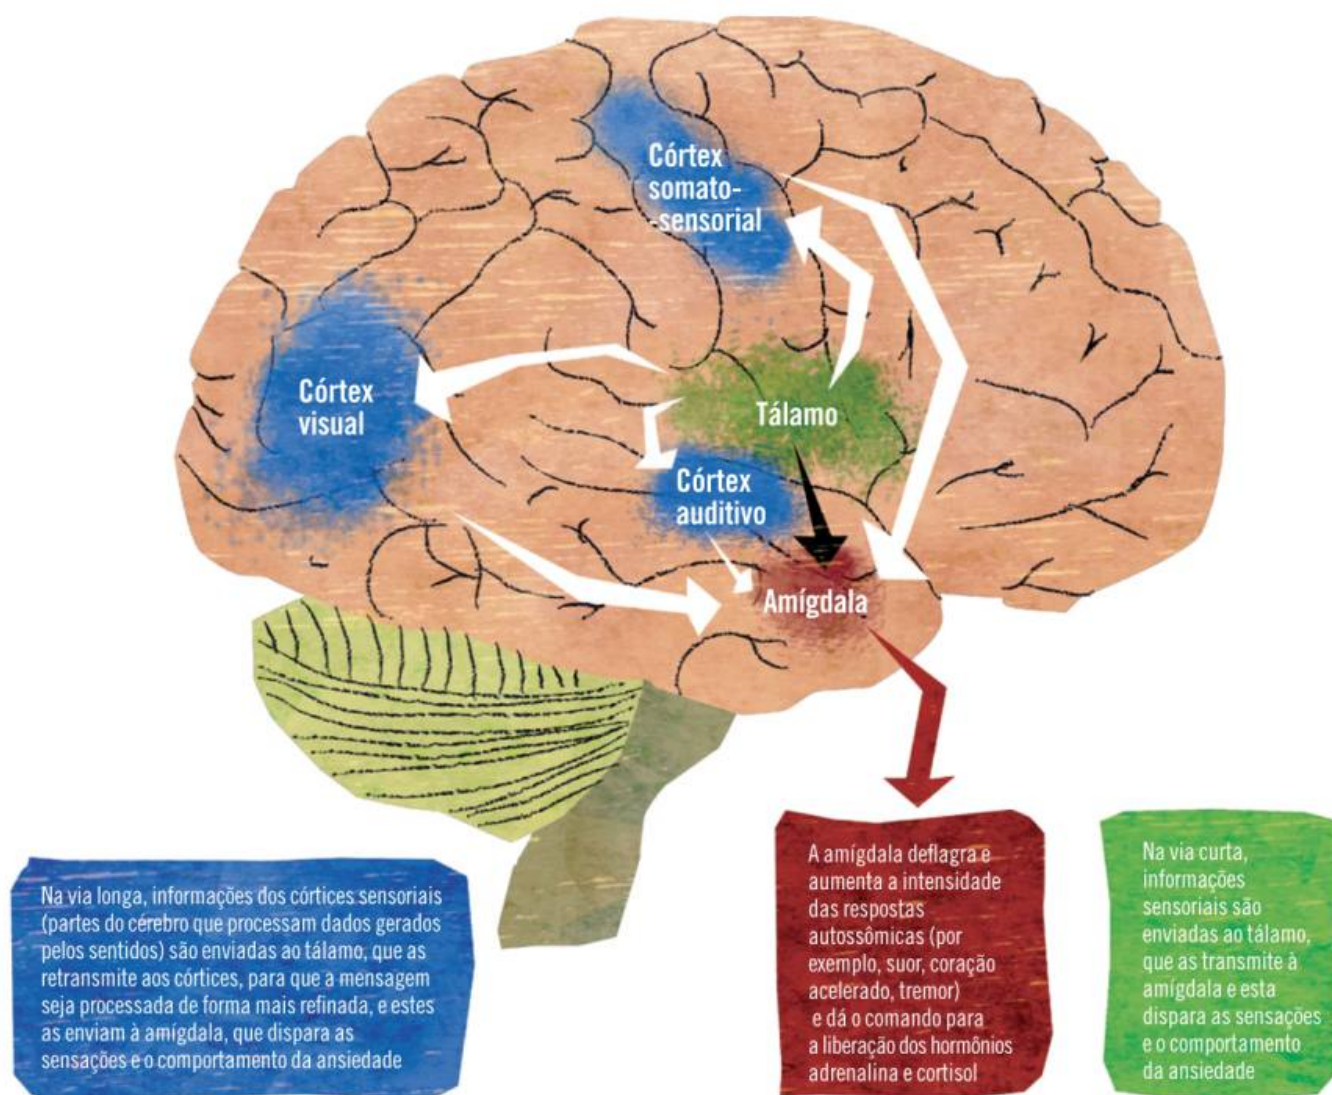 Córtex
somato-
-sensorial
Córtex
visual
Tálamo
Córtex
auditivo
Amígdala
Na via longa, informações dos córtices sensoriais
(partes do cérebro que processam dados gerados
pelos sentidos) são enviadas ao tálamo, que as
retransmite aos córtices, para que a mensagem
seja processada de forma mais refinada, e estes
as enviam à amígdala, que dispara as
sensações e o comportamento da ansiedade
A amígdala deflagra e
aumenta a intensidade
das respostas
autossômicas (por
exemplo, suor, coração
acelerado, tremor)
e dá o comando para
a liberação dos hormônios
adrenalina e cortisol
Na via curta,
informações
sensoriais são
enviadas ao tálamo,
que as transmite à
amígdala e esta
dispara as sensações
e o comportamento
da ansiedade